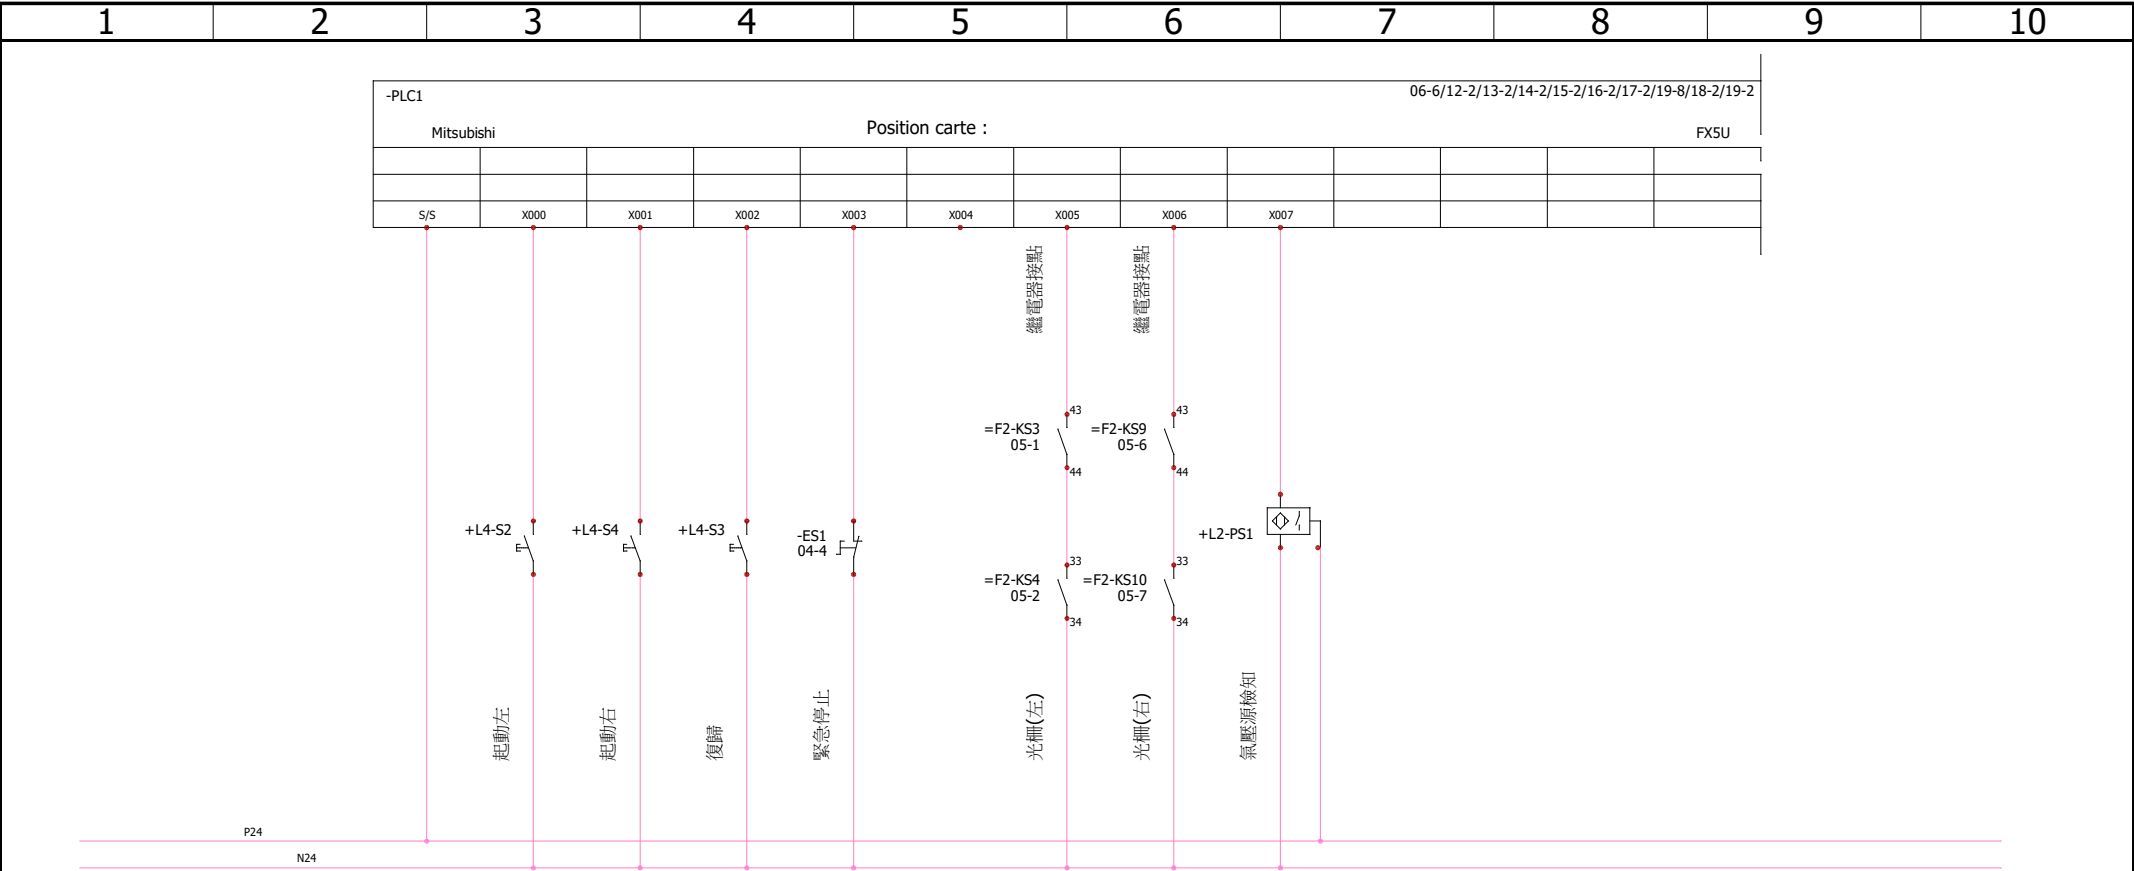 1 2 3 4 5 6 7 8 9 10
-PLC1 06-6/12-2/13-2/14-2/15-2/16-2/17-2/19-8/18-2/19-2
Mitsubishi Position carte : FX5U
S/S X000 X001 X002 X003 X004 X005 X006 X007
繼電器接點
繼電器接點
43 43
=F2-KS3 =F2-KS9
05-1 05-6
44 44
+L4-S2 +L4-S4 +L4-S3 -ES1 +L2-PS1
04-4
33 33
=F2-KS4 =F2-KS10
05-2 05-7
34 34
起動左
起動右
復歸
緊急停止
光柵(左)
光柵(右)
氣壓源檢知
P24
N24